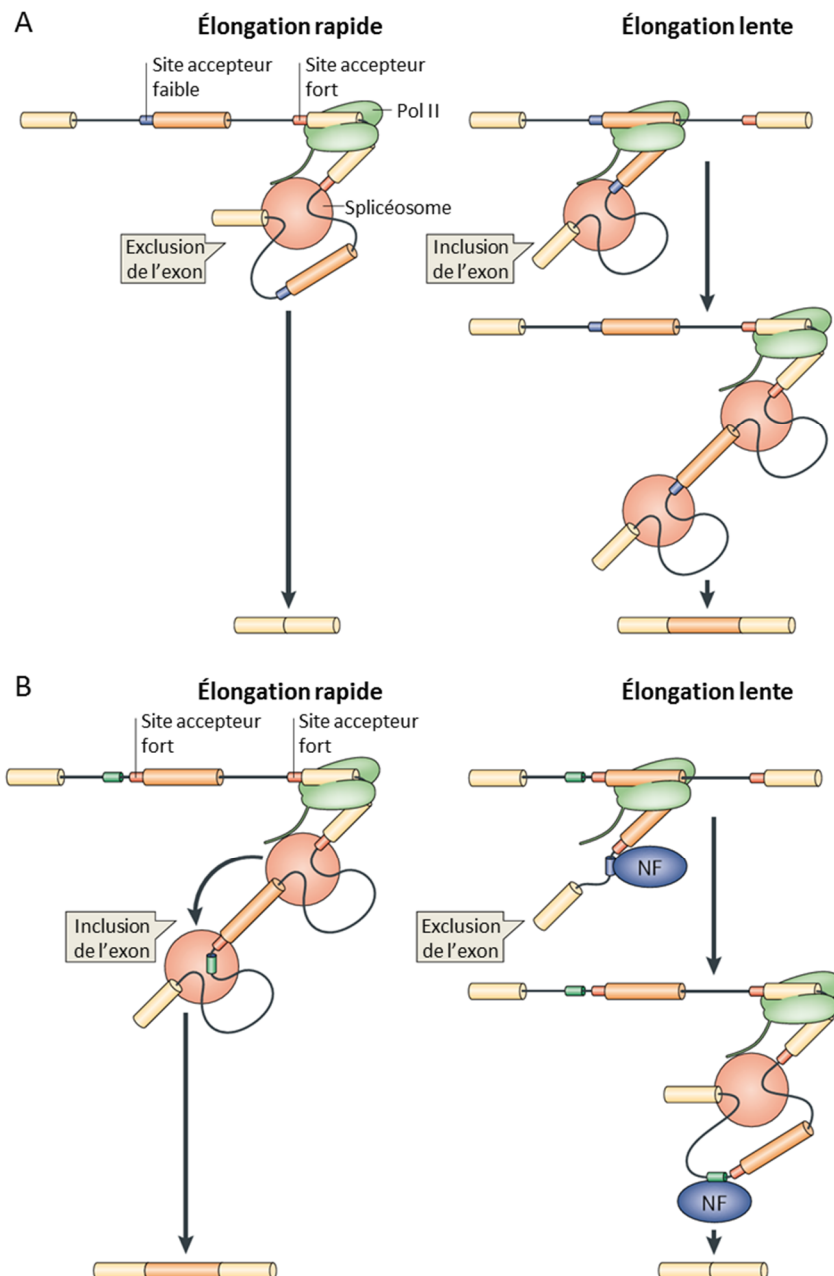 A
Élongation rapide
Élongation lente
Site accepteur
faible
Site accepteur
fort
Pol II
Splicéosome
Exclusion
de l’exon
Inclusion
de l’exon
B
Élongation rapide
Élongation lente
Site accepteur
fort
Site accepteur
fort
NF
Inclusion
de l’exon
Exclusion
de l’exon
NF